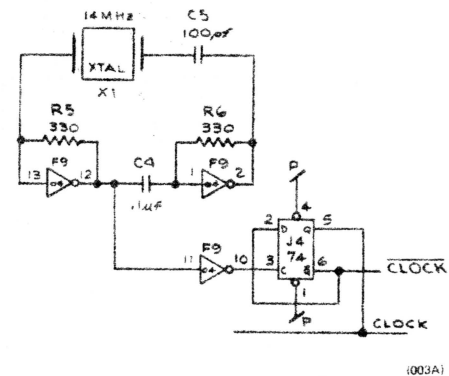 14MHz
C5
100pf
XTAL
X1
R5
330
R6
330
F9
C4
F9
13
04
12
1
04
2
.1uf
P
4
2
D
Q
5
J4
74
F9
11
04
10
3
C
Q̅
6
C̅L̅O̅C̅K̅
1
P
CLOCK
(003A)